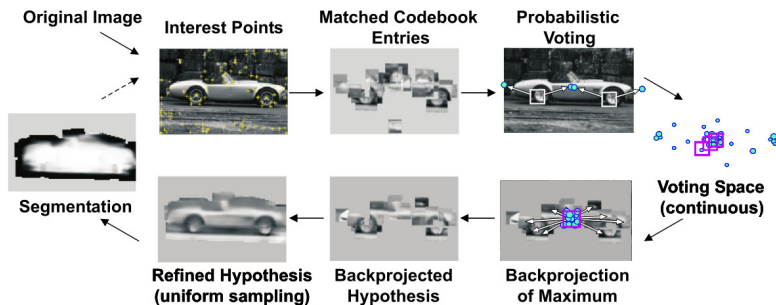 Original Image
Interest Points
Matched Codebook
Entries
Probabilistic
Voting
Voting Space
(continuous)
Segmentation
Refined Hypothesis
(uniform sampling)
Backprojected
Hypothesis
Backprojection
of Maximum